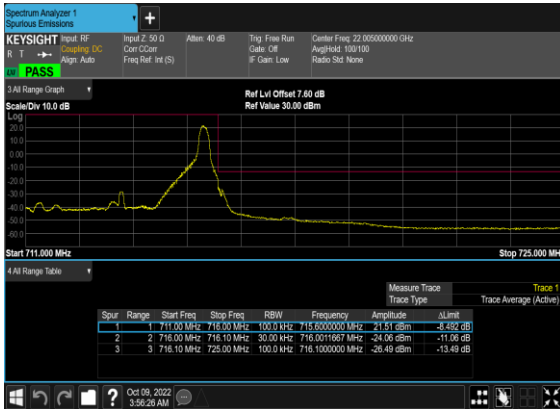 Spectrum Analyzer 1
Spurious Emissions
KEYSIGHT
R T
LXI
PASS
Input: RF
Coupling: DC
Align: Auto
Input Z: 50 Ω
Corr CCorr
Freq Ref: Int (S)
Atten: 40 dB
Trig: Free Run
Gate: Off
IF Gain: Low
Center Freq: 22.005000000 GHz
Avg|Hold: 100/100
Radio Std: None
3 All Range Graph
Scale/Div 10.0 dB
Ref Lvl Offset 7.60 dB
Ref Value 30.00 dBm
Log
20.0
10.0
0.00
-10.0
-20.0
-30.0
-40.0
-50.0
-60.0
Start 711.000 MHz
Stop 725.000 MH
4 All Range Table
Measure Trace Trace 1
Trace Type Trace Average (Active)
Spur Range Start Freq Stop Freq RBW Frequency Amplitude ΔLimit
1 1 711.00 MHz 716.00 MHz 100.0 kHz 715.6000000 MHz 21.51 dBm -8.492 dB
2 2 716.00 MHz 716.10 MHz 30.00 kHz 716.0011667 MHz -24.06 dBm -11.06 dB
3 3 716.10 MHz 725.00 MHz 100.0 kHz 716.1000000 MHz -26.49 dBm -13.49 dB
?
Oct 09, 2022
3:56:26 AM